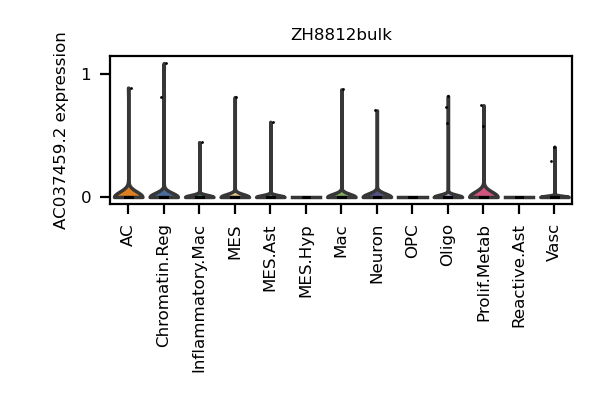 ZH8812bulk
AC037459.2 expression
1
0
AC
Chromatin.Reg
Inflammatory.Mac
MES
MES.Ast
MES.Hyp
Mac
Neuron
OPC
Oligo
Prolif.Metab
Reactive.Ast
Vasc